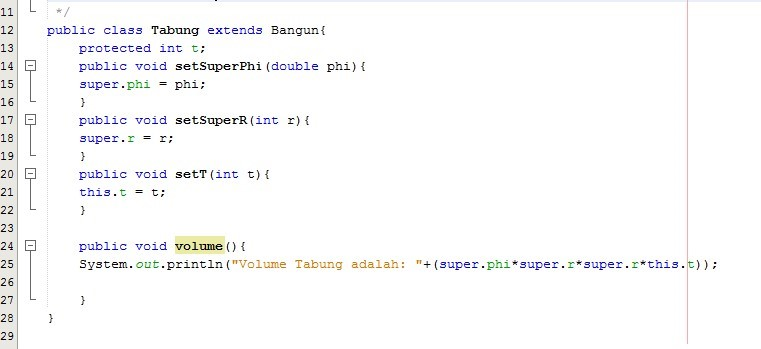 11 */
12 public class Tabung extends Bangun{
13 protected int t;
14 public void setSuperPhi(double phi){
15 super.phi = phi;
16 }
17 public void setSuperR(int r){
18 super.r = r;
19 }
20 public void setT(int t){
21 this.t = t;
22 }
23
24 public void volume(){
25 System.out.println("Volume Tabung adalah: "+(super.phi*super.r*super.r*this.t));
26
27 }
28 }
29